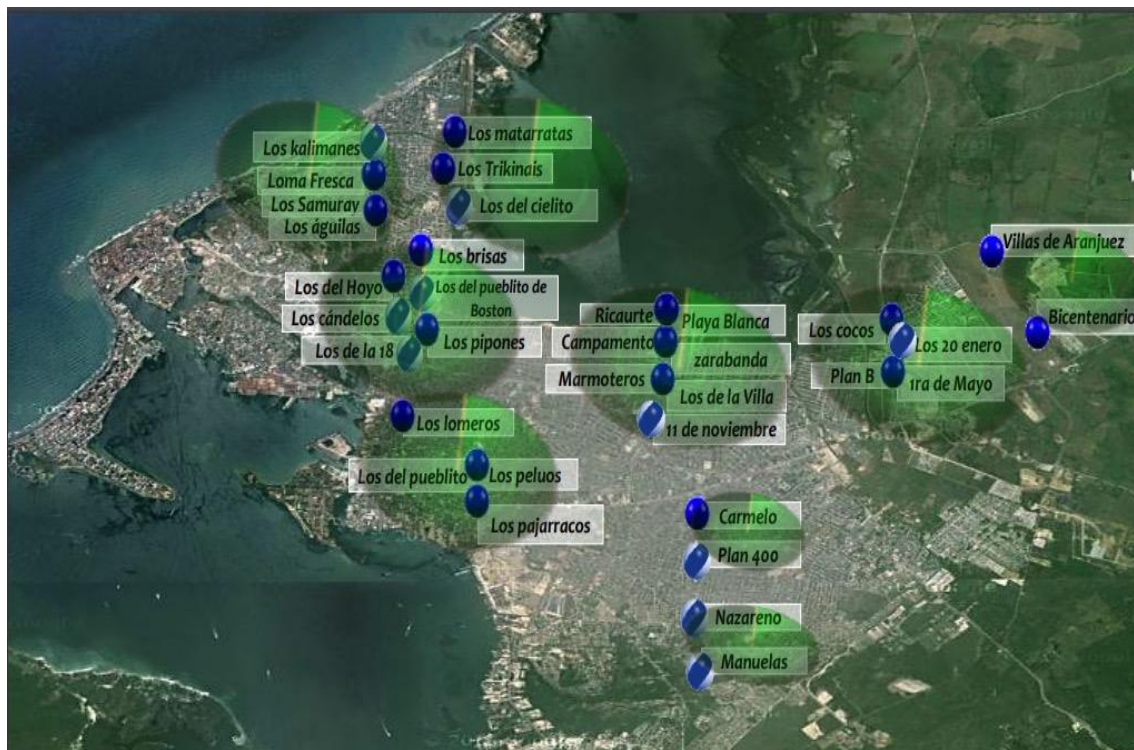 Los matarratas
Los kalimanes
Los Trikinais
Loma Fresca
Los Samuray
Los águilas
Los del cielito
Los brisas
Los del Hoyo
Los del pueblito de
Boston
Los cándelos
Los pipones
Los de la 18
Los lomeros
Los del pueblito
Los peluos
Los pajarracos
Ricaurte
Playa Blanca
Campamento
zarabanda
Marmoteros
Los de la Villa
11 de noviembre
Villas de Aranjuez
Bicentenario
Los cocos
Los 20 enero
Plan B
1ra de Mayo
Carmelo
Plan 400
Nazareno
Manuelas